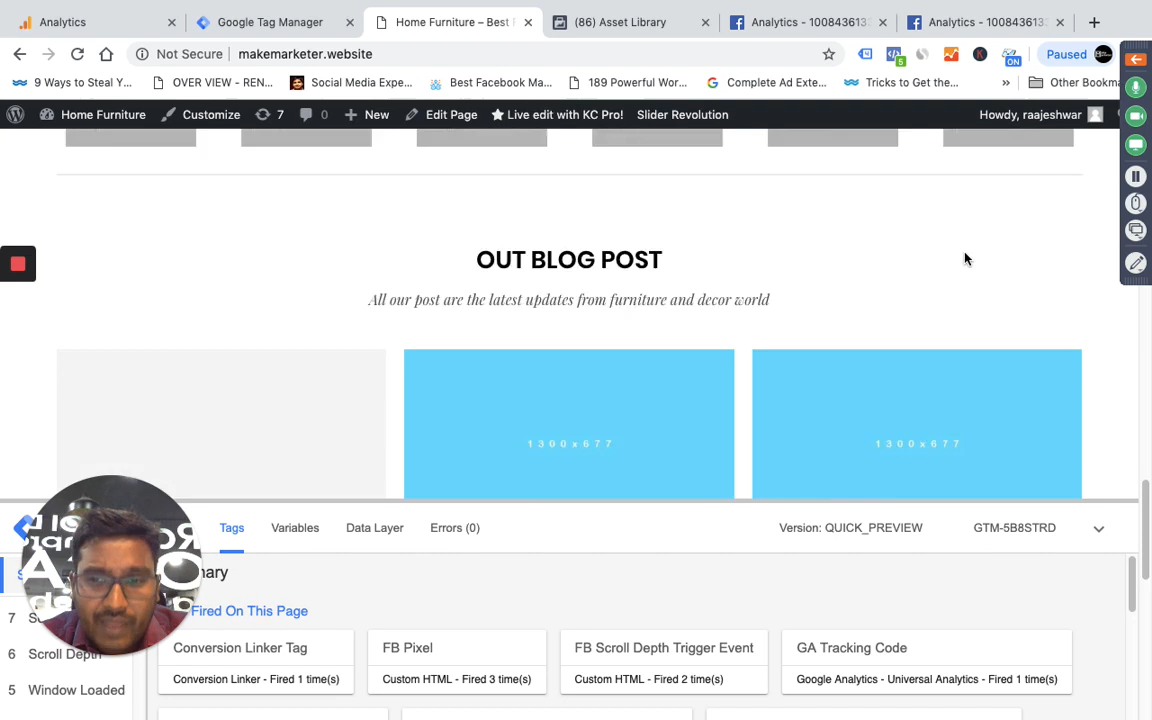 Analytics
Google Tag Manager
Home Furniture – Best F
(86) Asset Library
Analytics - 1008436133
Analytics - 1008436133
Not Secure
makemarketer.website
5
ON
Paused
9 Ways to Steal Y...
OVER VIEW - REN...
Social Media Expe...
Best Facebook Ma...
189 Powerful Wor...
Complete Ad Exte...
Tricks to Get the...
»
Other Bookma
Home Furniture
Customize
7
0
New
Edit Page
Live edit with KC Pro!
Slider Revolution
Howdy, raajeshwar
OUT BLOG POST
All our post are the latest updates from furniture and decor world
1300x677
1300x677
Tags
Variables
Data Layer
Errors (0)
Version: QUICK_PREVIEW
GTM-5B8STRD
Fired On This Page
7
6 Scroll Depth
5 Window Loaded
Conversion Linker Tag
Conversion Linker - Fired 1 time(s)
FB Pixel
Custom HTML - Fired 3 time(s)
FB Scroll Depth Trigger Event
Custom HTML - Fired 2 time(s)
GA Tracking Code
Google Analytics - Universal Analytics - Fired 1 time(s)